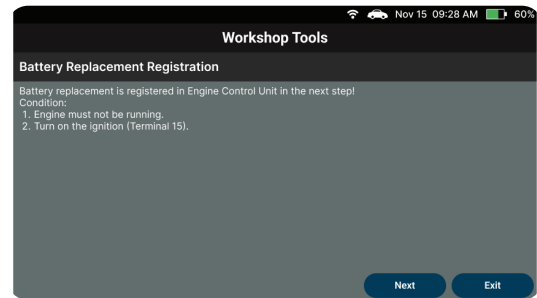 Nov 15 09:28 AM 60%
Workshop Tools
Battery Replacement Registration
Battery replacement is registered in Engine Control Unit in the next step!
Condition:
1. Engine must not be running.
2. Turn on the ignition (Terminal 15).
Next Exit